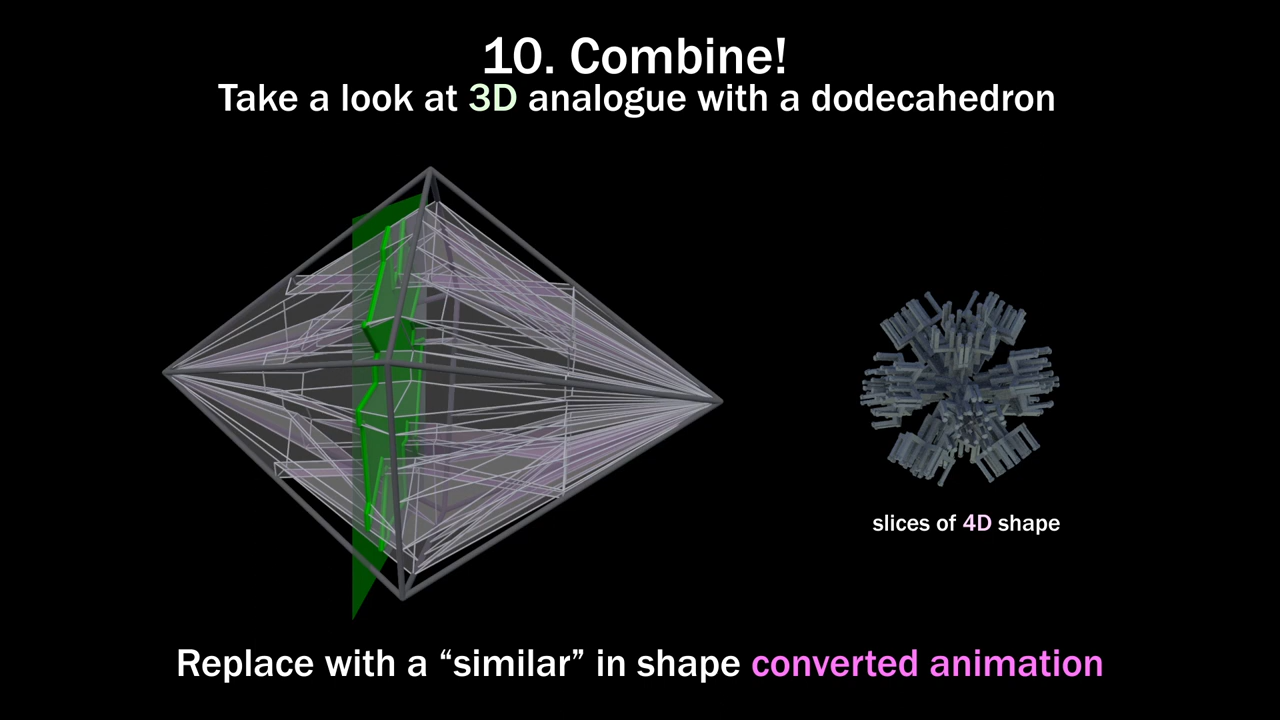 10. Combine!
Take a look at 3D analogue with a dodecahedron
slices of 4D shape
Replace with a “similar” in shape converted animation